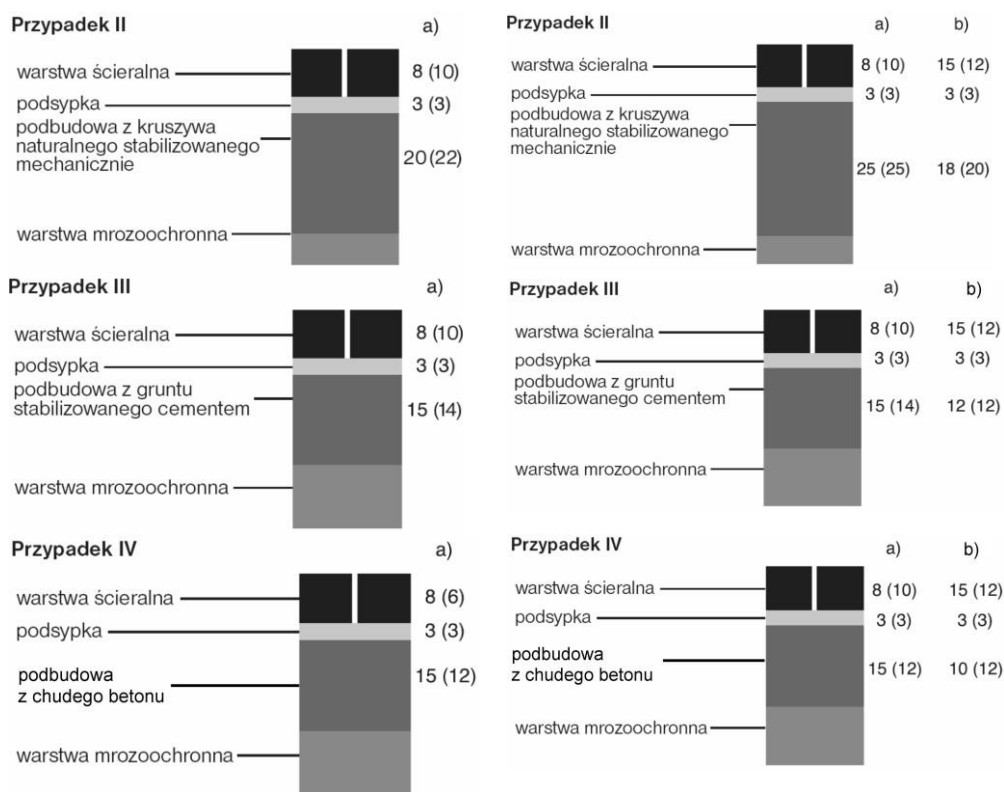 Przypadek II a)
warstwa ścieralna 8 (10)
podsypka 3 (3)
podbudowa z kruszywa
naturalnego stabilizowanego
mechanicznie 20 (22)
warstwa mrozoochronna
Przypadek II a) b)
warstwa ścieralna 8 (10) 15 (12)
podsypka 3 (3) 3 (3)
podbudowa z kruszywa
naturalnego stabilizowanego
mechanicznie
25 (25) 18 (20)
warstwa mrozoochronna
Przypadek III a)
warstwa ścieralna 8 (10)
podsypka 3 (3)
podbudowa z gruntu
stabilizowanego cementem 15 (14)
warstwa mrozoochronna
Przypadek III a) b)
warstwa ścieralna 8 (10) 15 (12)
podsypka 3 (3) 3 (3)
podbudowa z gruntu
stabilizowanego cementem
15 (14) 12 (12)
warstwa mrozoochronna
Przypadek IV a)
warstwa ścieralna 8 (6)
podsypka 3 (3)
podbudowa 15 (12)
z chudego betonu
warstwa mrozoochronna
Przypadek IV a) b)
warstwa ścieralna 8 (10) 15 (12)
podsypka 3 (3) 3 (3)
podbudowa
z chudego betonu 15 (12) 10 (12)
warstwa mrozoochronna